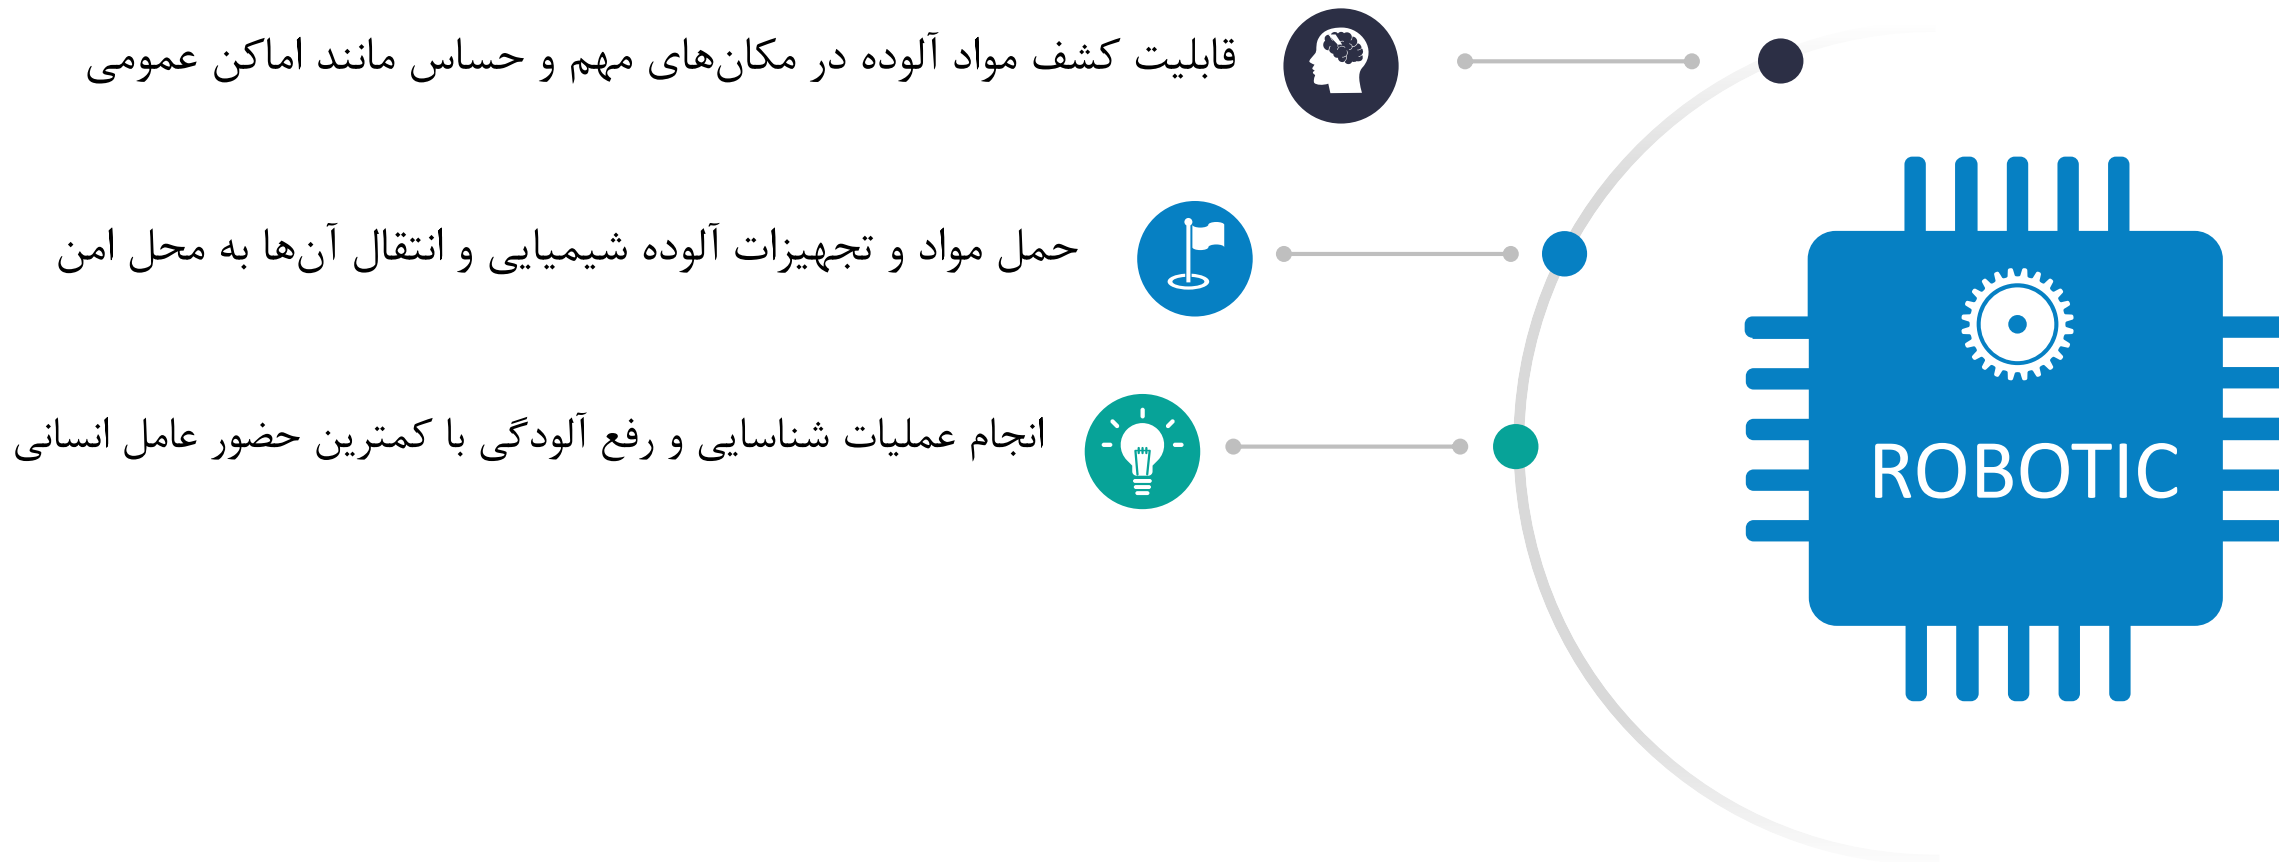 قابلیت کشف مواد آلوده در مکان‌های مهم و حساس مانند اماکن عمومی
حمل مواد و تجهیزات آلوده شیمیایی و انتقال آن‌ها به محل امن
انجام عملیات شناسایی و رفع آلودگی با کمترین حضور عامل انسانی
ROBOTIC